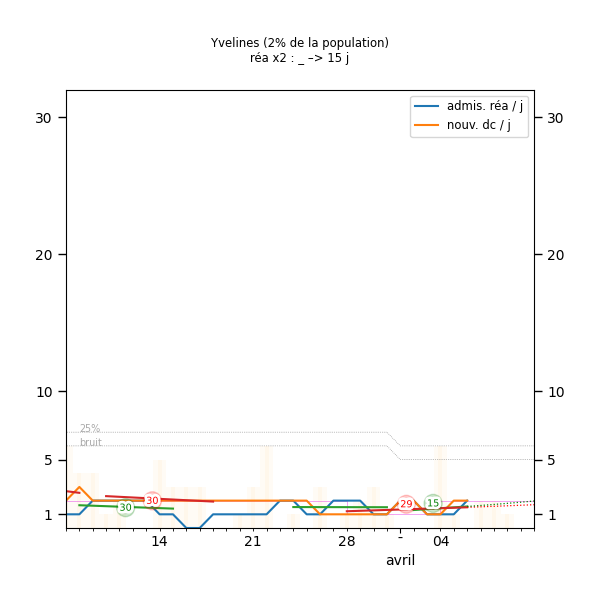 Yvelines (2% de la population)
réa x2 : _ –> 15 j
admis. réa / j
nouv. dc / j
30 30
20 20
10 10
25%
bruit
5 5
30 30 29 15
1 1
14 21 28 - 04
avril